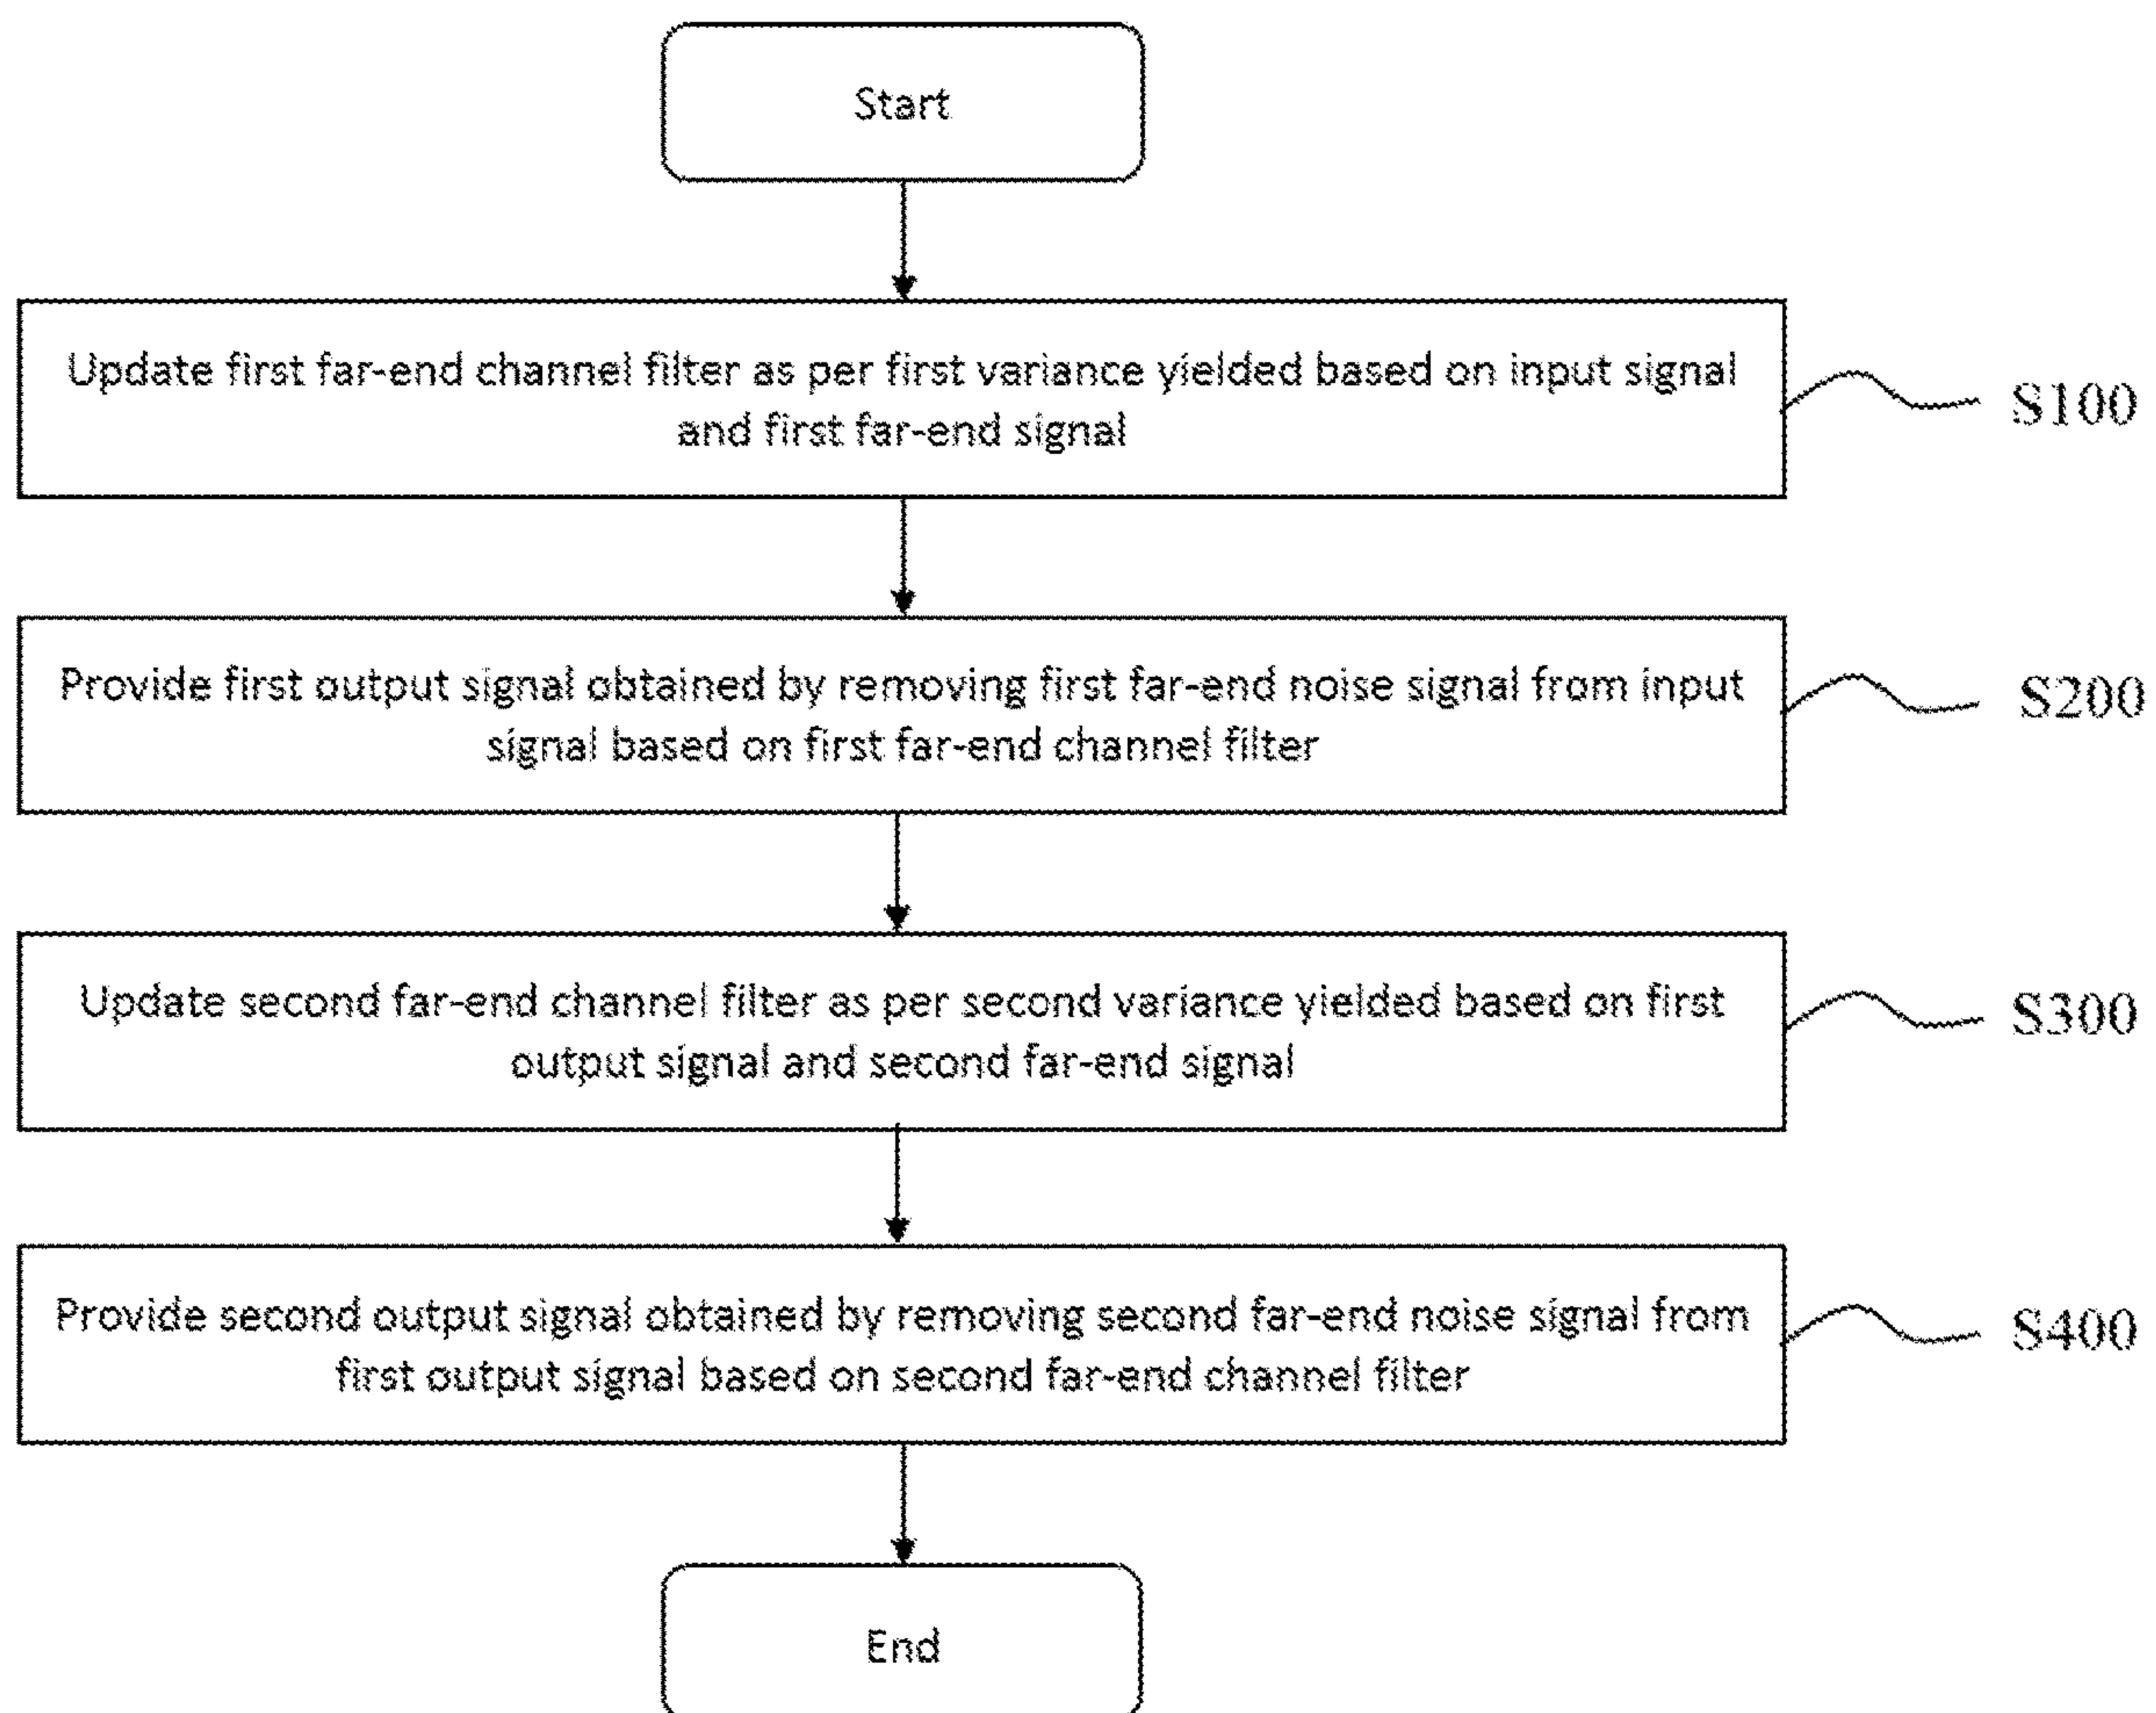 Start
Update first far-end channel filter as per first variance yielded based on input signal
and first far-end signal
S100
Provide first output signal obtained by removing first far-end noise signal from input
signal based on first far-end channel filter
S200
Update second far-end channel filter as per second variance yielded based on first
output signal and second far-end signal
S300
Provide second output signal obtained by removing second far-end noise signal from
first output signal based on second far-end channel filter
S400
End